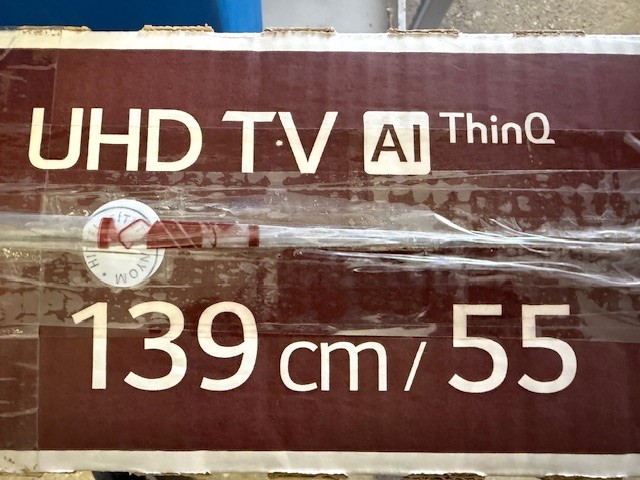 UHD TV AI ThinQ
139 cm / 55